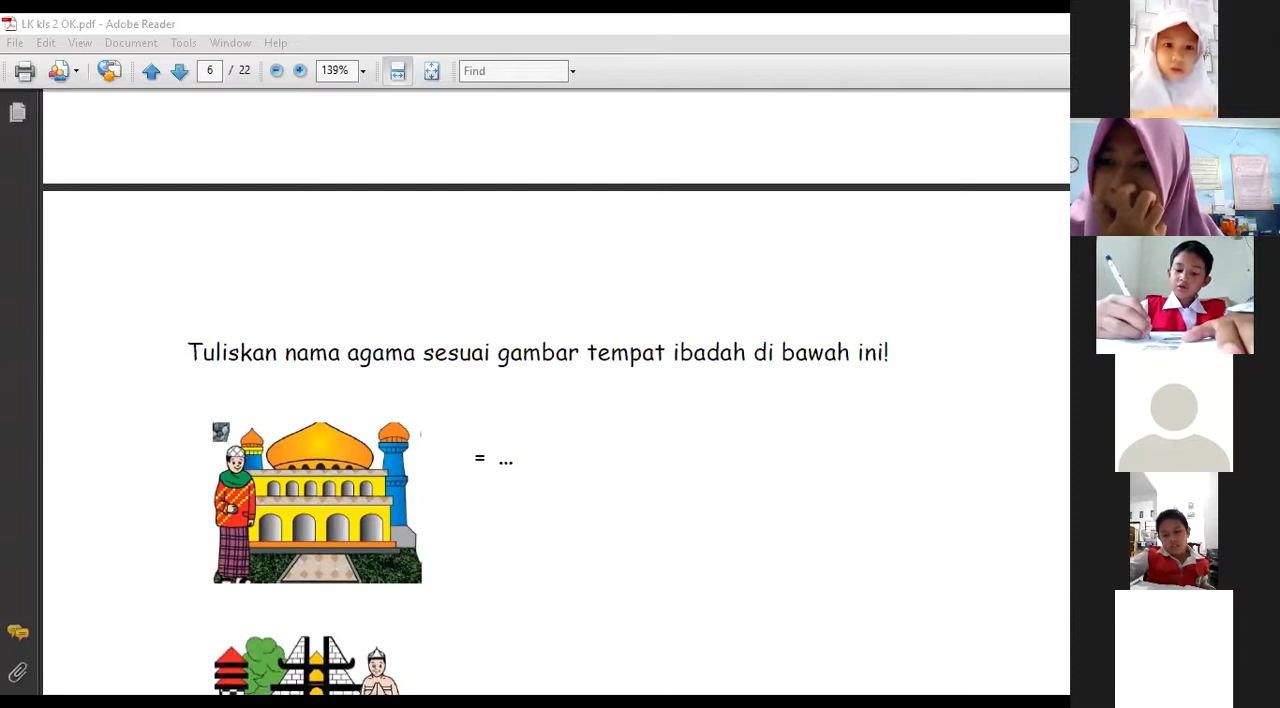 LK kls 2 OK.pdf - Adobe Reader
File Edit View Document Tools Window Help
6 / 22 139% Find
Tuliskan nama agama sesuai gambar tempat ibadah di bawah ini!
= ...